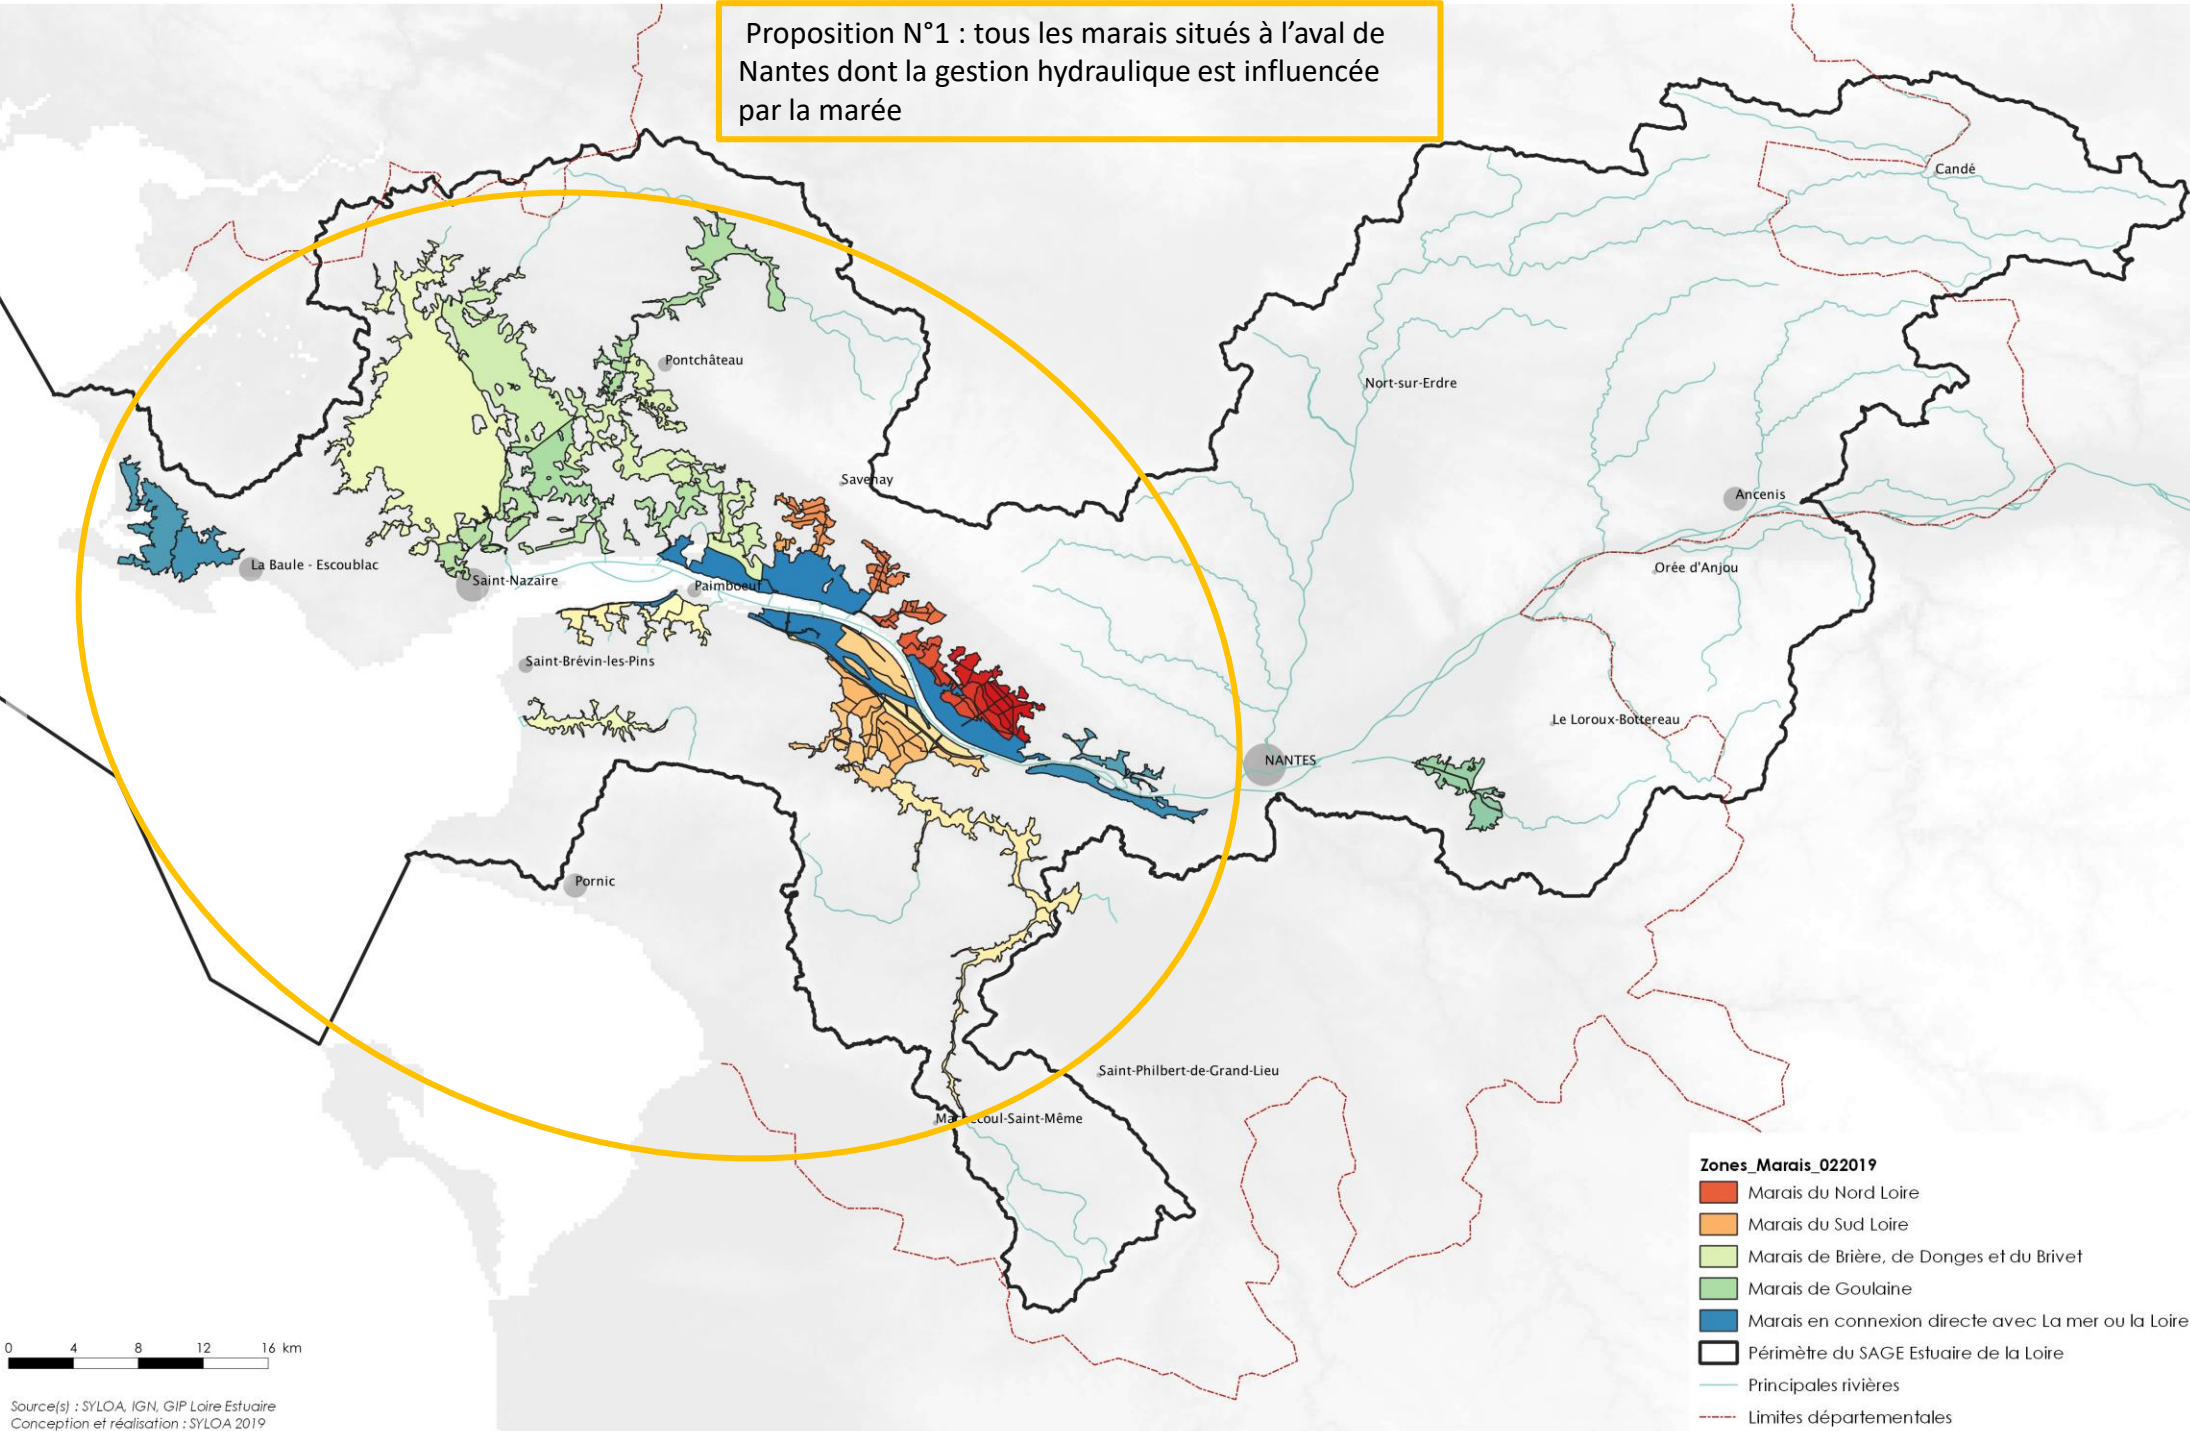 Proposition N°1 : tous les marais situés à l'aval de
Nantes dont la gestion hydraulique est influencée
par la marée
Candé
Pontchâteau
Nort-sur-Erdre
Savenay
Ancenis
La Baule - Escoublac
Saint-Nazaire
Paimboeuf
Orée d'Anjou
Saint-Brévin-les-Pins
Le Loroux-Bottereau
NANTES
Pornic
Saint-Philbert-de-Grand-Lieu
Machecoul-Saint-Même
Zones_Marais_022019
Marais du Nord Loire
Marais du Sud Loire
Marais de Brière, de Donges et du Brivet
Marais de Goulaine
Marais en connexion directe avec La mer ou la Loire
Périmètre du SAGE Estuaire de la Loire
Principales rivières
Limites départementales
0 4 8 12 16 km
Source(s) : SYLOA, IGN, GIP Loire Estuaire
Conception et réalisation : SYLOA 2019